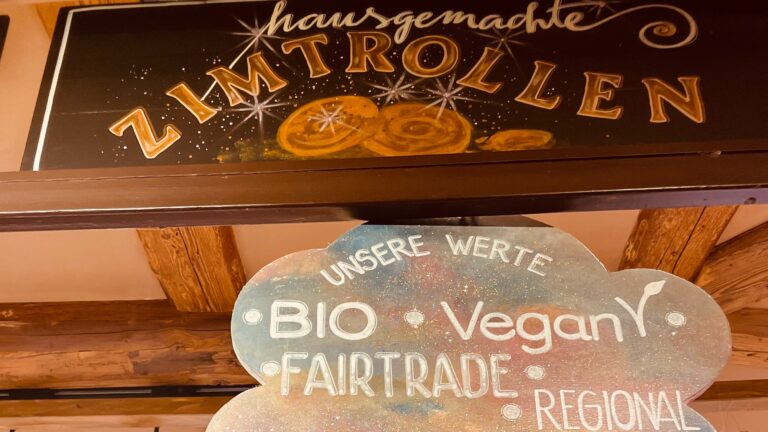 hausgemachte
ZIMTROLLEN
UNSERE WERTE
• BIO • Vegan •
• FAIRTRADE •
• REGIONAL